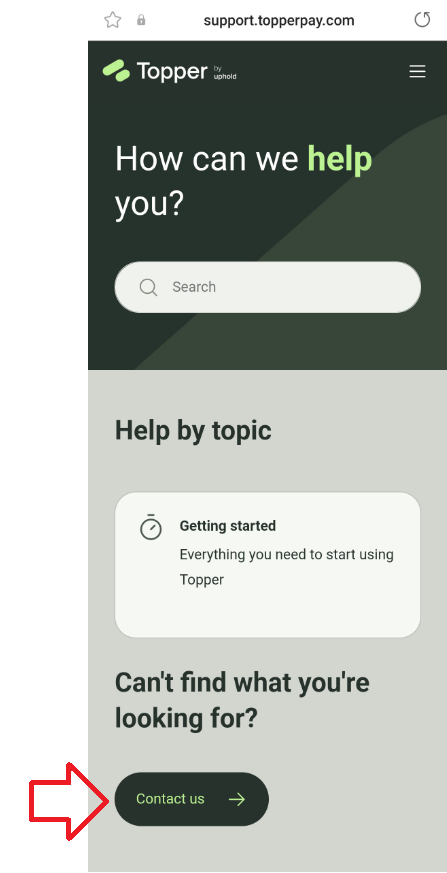 support.topperpay.com
Topper by uphold
How can we help
you?
Search
Help by topic
Getting started
Everything you need to start using
Topper
Can't find what you're
looking for?
Contact us